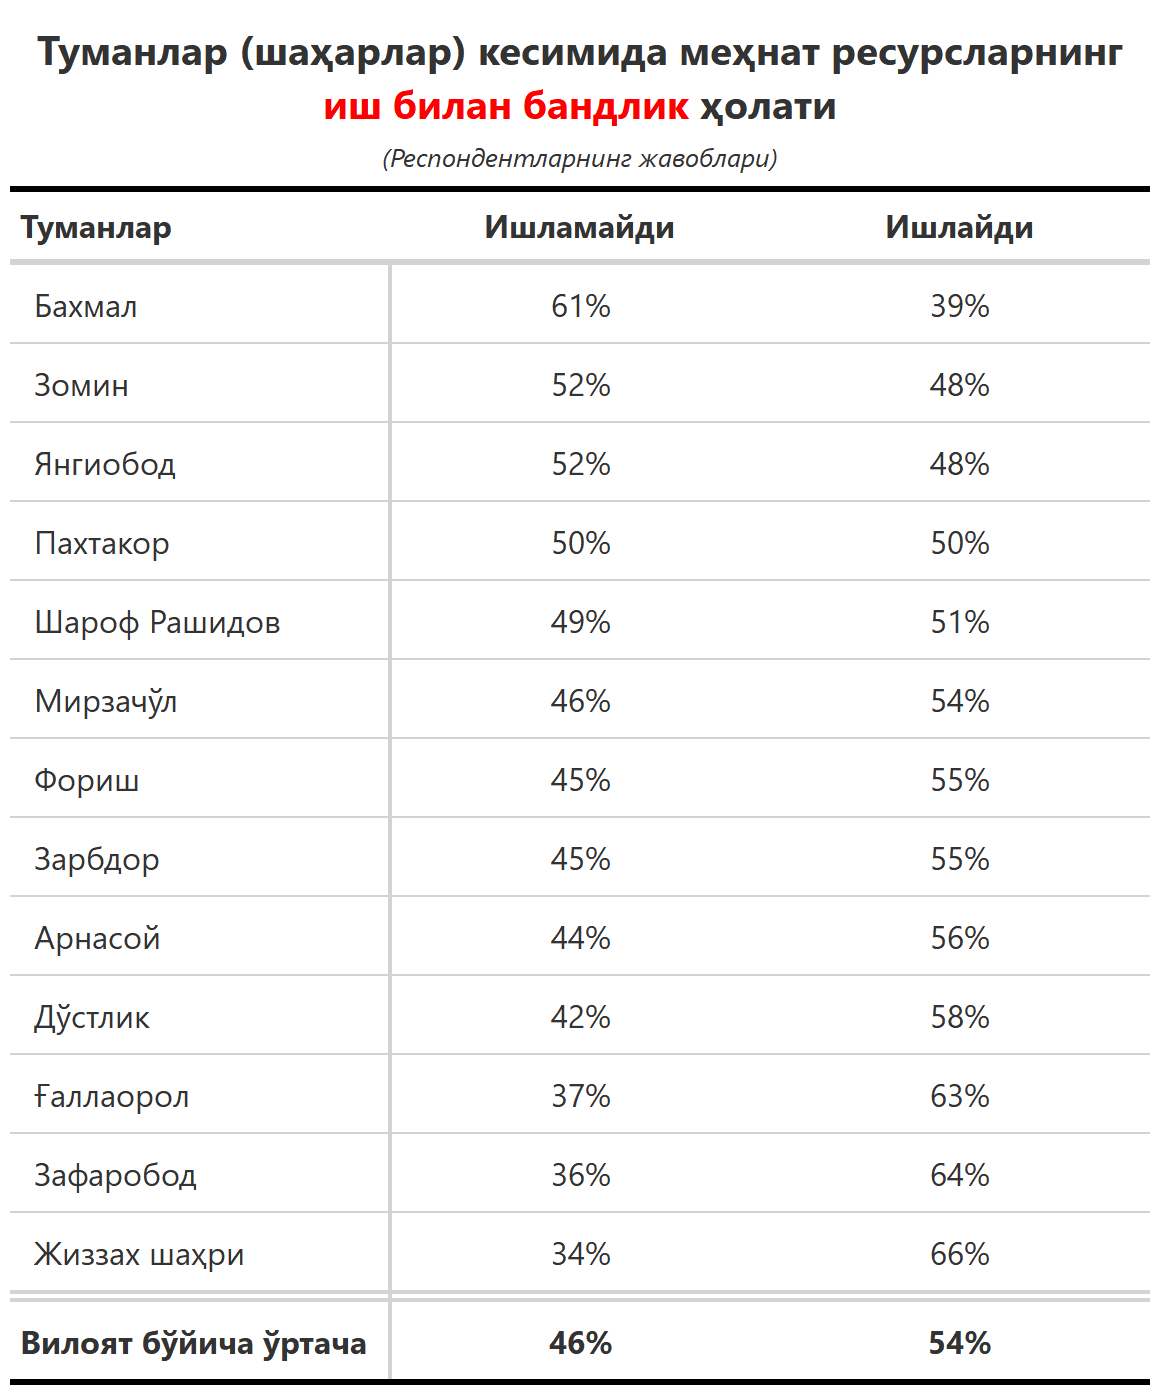 Туманлар (шаҳарлар) кесимида меҳнат ресурсларнинг
иш билан бандлик ҳолати
(Респондентларнинг жавоблари)
Туманлар Ишламайди Ишлайди
Бахмал 61% 39%
Зомин 52% 48%
Янгиобод 52% 48%
Пахтакор 50% 50%
Шароф Рашидов 49% 51%
Мирзачўл 46% 54%
Фориш 45% 55%
Зарбдор 45% 55%
Арнасой 44% 56%
Дўстлик 42% 58%
Ғаллаорол 37% 63%
Зафаробод 36% 64%
Жиззах шаҳри 34% 66%
Вилоят бўйича ўртача 46% 54%